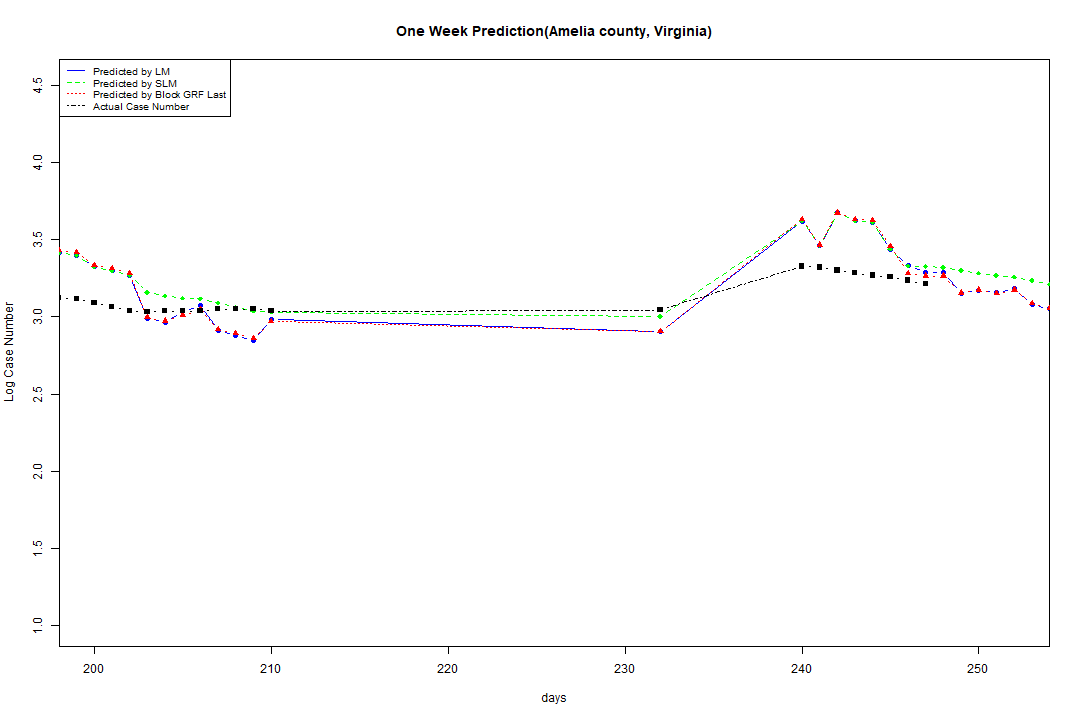 One Week Prediction(Amelia county, Virginia)
Predicted by LM
Predicted by SLM
Predicted by Block GRF Last
Actual Case Number
4.5
4.0
3.5
3.0
2.5
2.0
1.5
1.0
Log Case Number
200 210 220 230 240 250
days